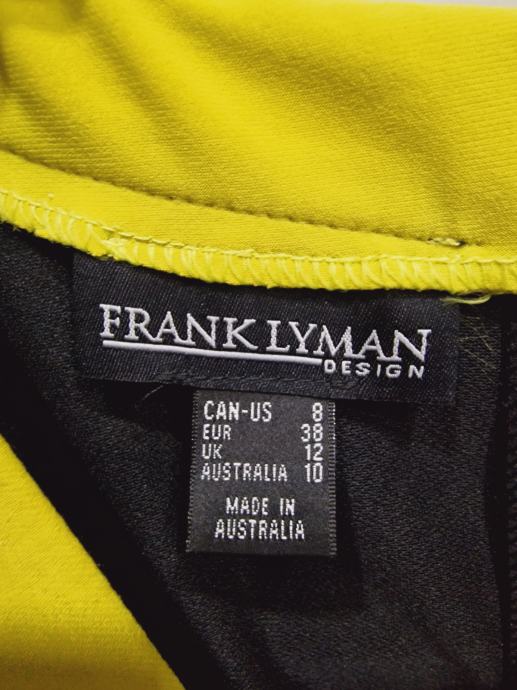 FRANK LYMAN
DESIGN
CAN-US 8
EUR 38
UK 12
AUSTRALIA 10
MADE IN
AUSTRALIA